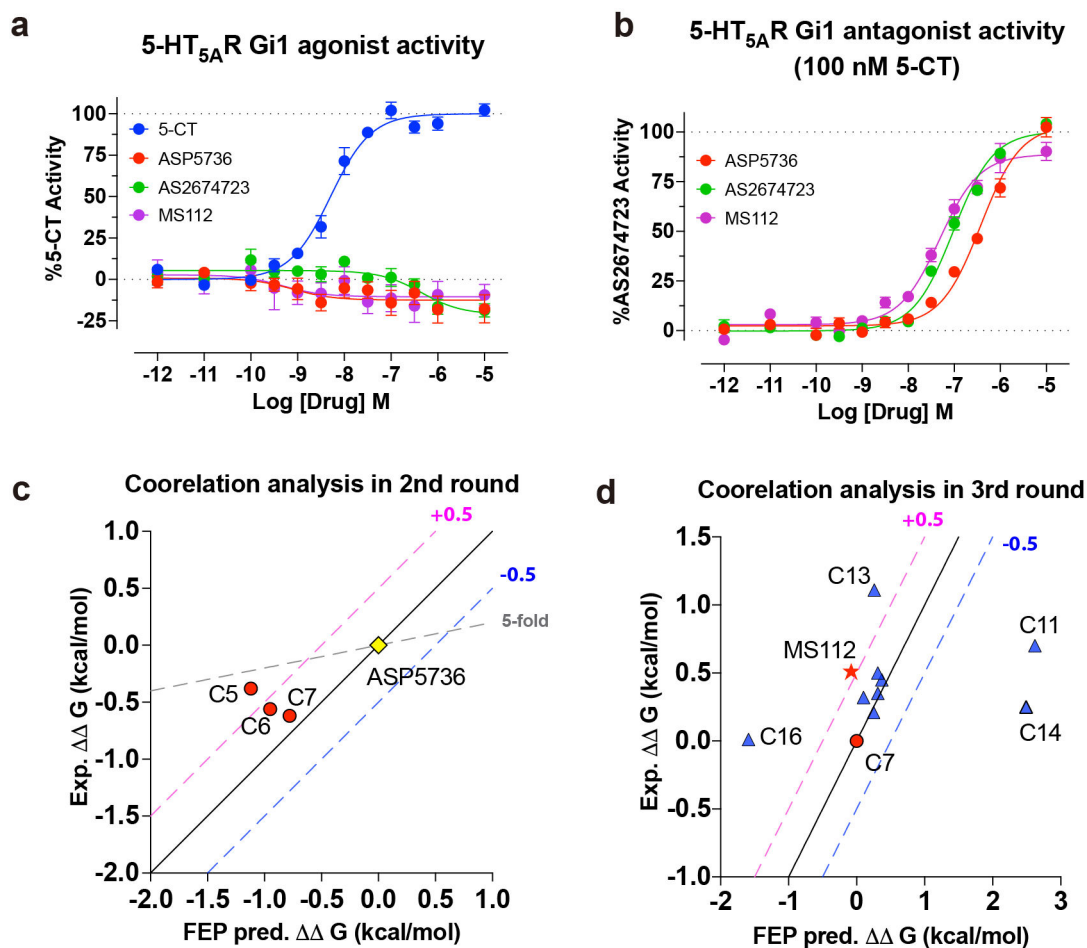 a
5-HT5AR Gi1 agonist activity
%5-CT Activity
100
75
50
25
0
-25
5-CT
ASP5736
AS2674723
MS112
-12 -11 -10 -9 -8 -7 -6 -5
Log [Drug] M
b
5-HT5AR Gi1 antagonist activity
(100 nM 5-CT)
%AS2674723 Activity
100
75
50
25
0
ASP5736
AS2674723
MS112
-12 -11 -10 -9 -8 -7 -6 -5
Log [Drug] M
c
Coorelation analysis in 2nd round
Exp. ΔΔ G (kcal/mol)
1.0
0.5
0.0
-0.5
-1.0
-1.5
-2.0
+0.5
-0.5
5-fold
ASP5736
C5
C6
C7
-2.0 -1.5 -1.0 -0.5 0.0 0.5 1.0
FEP pred. ΔΔ G (kcal/mol)
d
Coorelation analysis in 3rd round
Exp. ΔΔ G (kcal/mol)
1.5
1.0
0.5
0.0
-0.5
-1.0
+0.5
-0.5
C13
C11
MS112
C14
C16
C7
-2 -1 0 1 2 3
FEP pred. ΔΔ G (kcal/mol)